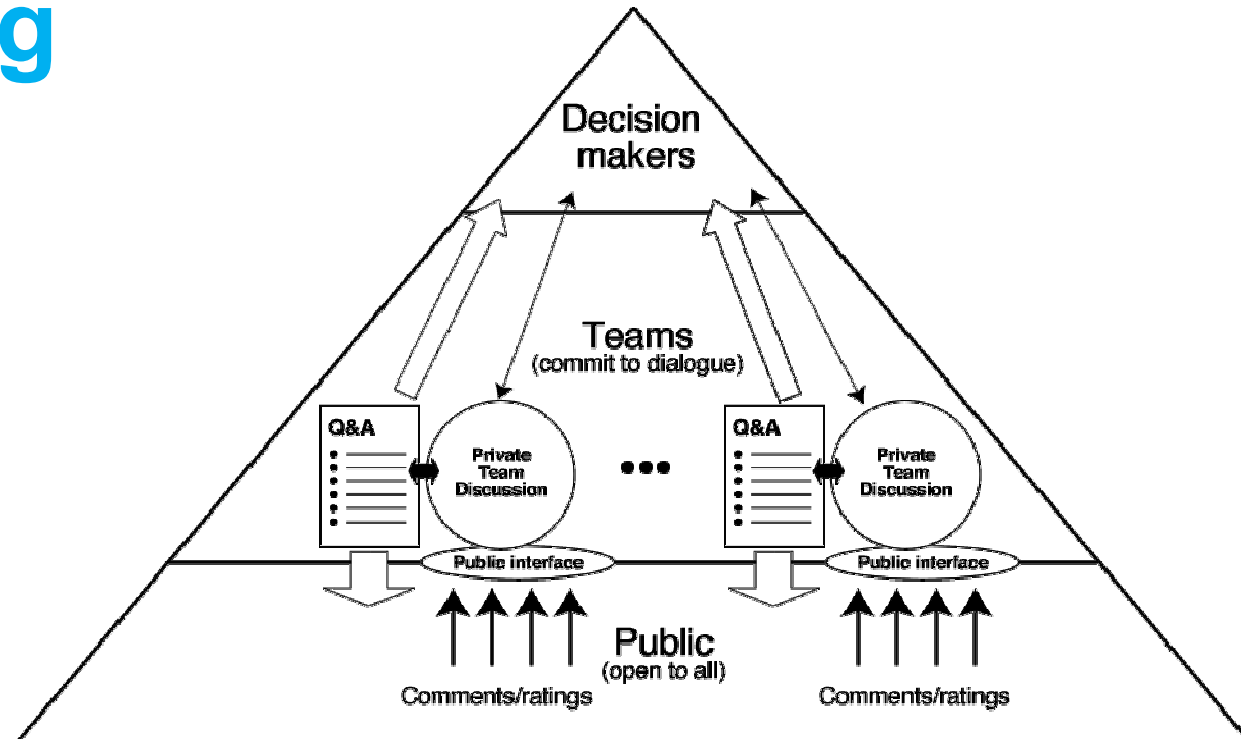 g
Decision
makers
Teams
(commit to dialogue)
Q&A
Private
Team
Discussion
Q&A
Private
Team
Discussion
Public interface
Public interface
Public
(open to all)
Comments/ratings
Comments/ratings